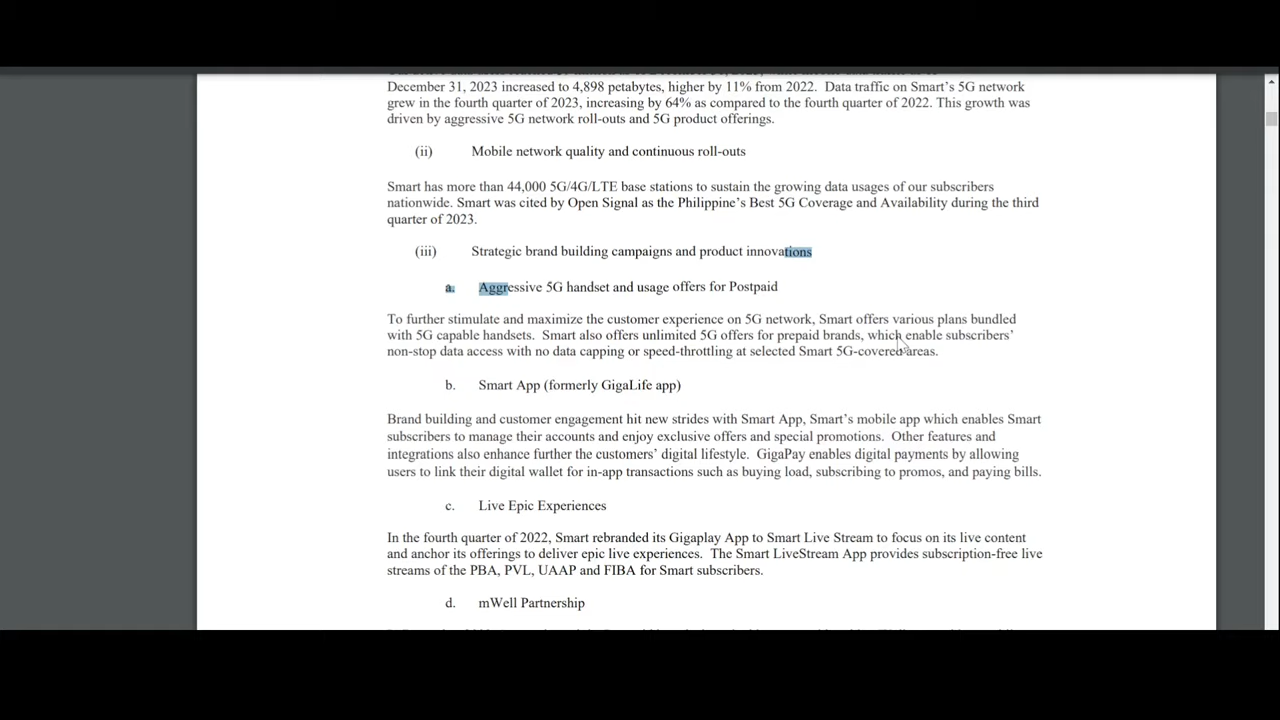 December 31, 2023 increased to 4,898 petabytes, higher by 11% from 2022. Data traffic on Smart's 5G network
grew in the fourth quarter of 2023, increasing by 64% as compared to the fourth quarter of 2022. This growth was
driven by aggressive 5G network roll-outs and 5G product offerings.
(ii) Mobile network quality and continuous roll-outs
Smart has more than 44,000 5G/4G/LTE base stations to sustain the growing data usages of our subscribers
nationwide. Smart was cited by Open Signal as the Philippine's Best 5G Coverage and Availability during the third
quarter of 2023.
(iii) Strategic brand building campaigns and product innovations
a. Aggressive 5G handset and usage offers for Postpaid
To further stimulate and maximize the customer experience on 5G network, Smart offers various plans bundled
with 5G capable handsets. Smart also offers unlimited 5G offers for prepaid brands, which enable subscribers'
non-stop data access with no data capping or speed-throttling at selected Smart 5G-covered areas.
b. Smart App (formerly GigaLife app)
Brand building and customer engagement hit new strides with Smart App, Smart's mobile app which enables Smart
subscribers to manage their accounts and enjoy exclusive offers and special promotions. Other features and
integrations also enhance further the customers' digital lifestyle. GigaPay enables digital payments by allowing
users to link their digital wallet for in-app transactions such as buying load, subscribing to promos, and paying bills.
c. Live Epic Experiences
In the fourth quarter of 2022, Smart rebranded its Gigaplay App to Smart Live Stream to focus on its live content
and anchor its offerings to deliver epic live experiences. The Smart LiveStream App provides subscription-free live
streams of the PBA, PVL, UAAP and FIBA for Smart subscribers.
d. mWell Partnership